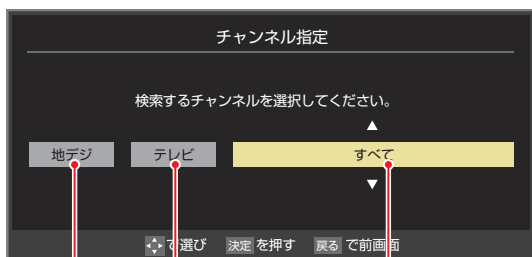 チャンネル指定
検索するチャンネルを選択してください。
地デジ テレビ すべて
で選び 決定 を押す 戻る で前画面